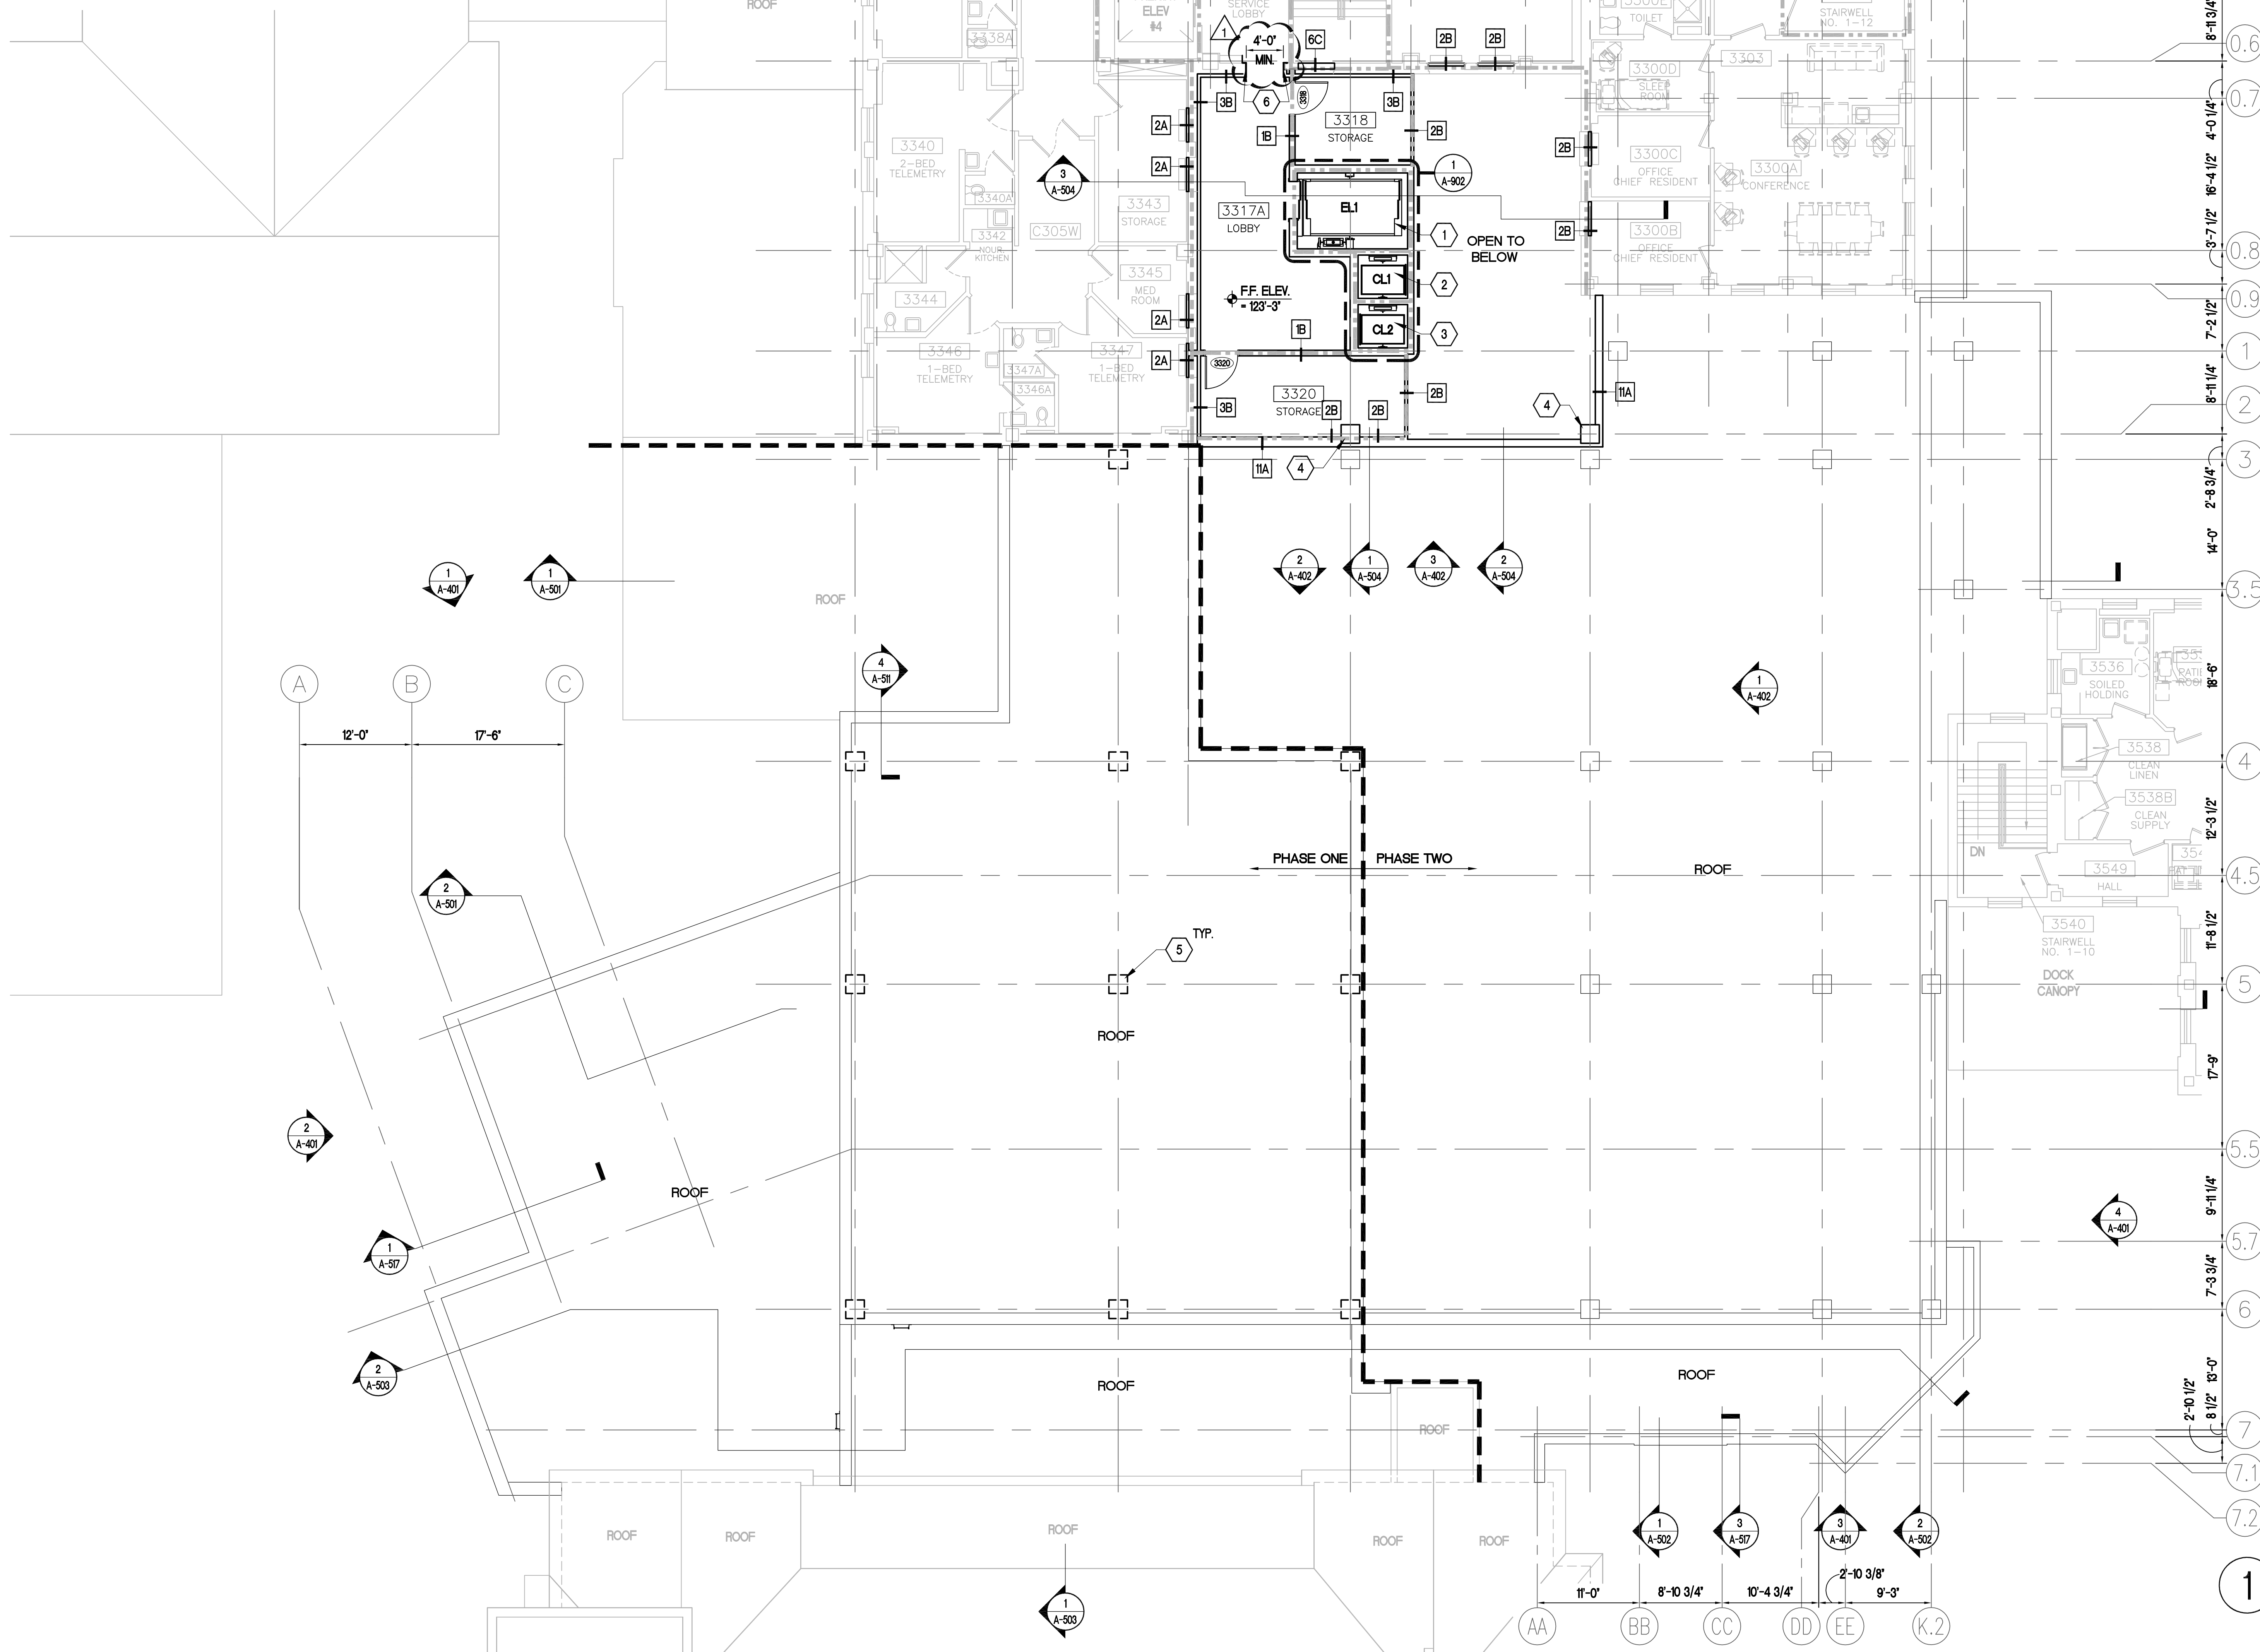 ROOF
3338A
ELEV
#4
SERVICE
LOBBY
1
4'-0"
MIN.
6C
2B
2B
3300E
TOILET
STAIRWELL
NO. 1-12
8'-11 3/4"
0.6
3300D
SLEEP
ROOM
3303
0.7
3B
6
3318
3B
3318
STORAGE
2A
1B
2B
2B
4'-0 1/4"
3340
2-BED
TELEMETRY
3340A
3
A-504
2A
3343
STORAGE
3300C
OFFICE
CHIEF RESIDENT
3300A
CONFERENCE
1
A-902
16'-4 1/2"
3317A
LOBBY
EL1
1
OPEN TO
BELOW
2B
3300B
OFFICE
CHIEF RESIDENT
3'-7 1/2"
0.8
3342
NOUR.
KITCHEN
C305W
3344
3345
MED
ROOM
CL1
2
0.9
F.F. ELEV.
= 123'-3"
2A
7'-2 1/2"
3346
1-BED
TELEMETRY
3347A
3346A
3347
1-BED
TELEMETRY
2A
1B
CL2
3
1
3320
3320
STORAGE
2B
2B
2B
3B
11A
4
11A
4
8'-11 1/4"
2
3
2'-8 3/4"
14'-0"
1
A-401
1
A-501
ROOF
2
A-402
1
A-504
3
A-402
2
A-504
3.5
A
B
C
4
A-511
1
A-402
3536
SOILED
HOLDING
18'-6"
12'-0"
17'-6"
3538
CLEAN
LINEN
4
3538B
CLEAN
SUPPLY
12'-3 1/2"
PHASE ONE
PHASE TWO
ROOF
DN
3549
HALL
4.5
2
A-501
TYP.
5
3540
STAIRWELL
NO. 1-10
11'-8 1/2"
DOCK
CANOPY
5
ROOF
17'-9"
2
A-401
5.5
ROOF
4
A-401
9'-11 1/4"
1
A-517
5.7
7'-3 3/4"
6
2
A-503
ROOF
ROOF
13'-0"
2'-10 1/2"
8 1/2"
ROOF
7
7.1
7.2
ROOF
ROOF
ROOF
ROOF
ROOF
1
A-502
3
A-517
3
A-401
2
A-502
1
A-503
11'-0"
8'-10 3/4"
10'-4 3/4"
2'-10 3/8"
9'-3"
AA
BB
CC
DD
EE
K.2
1